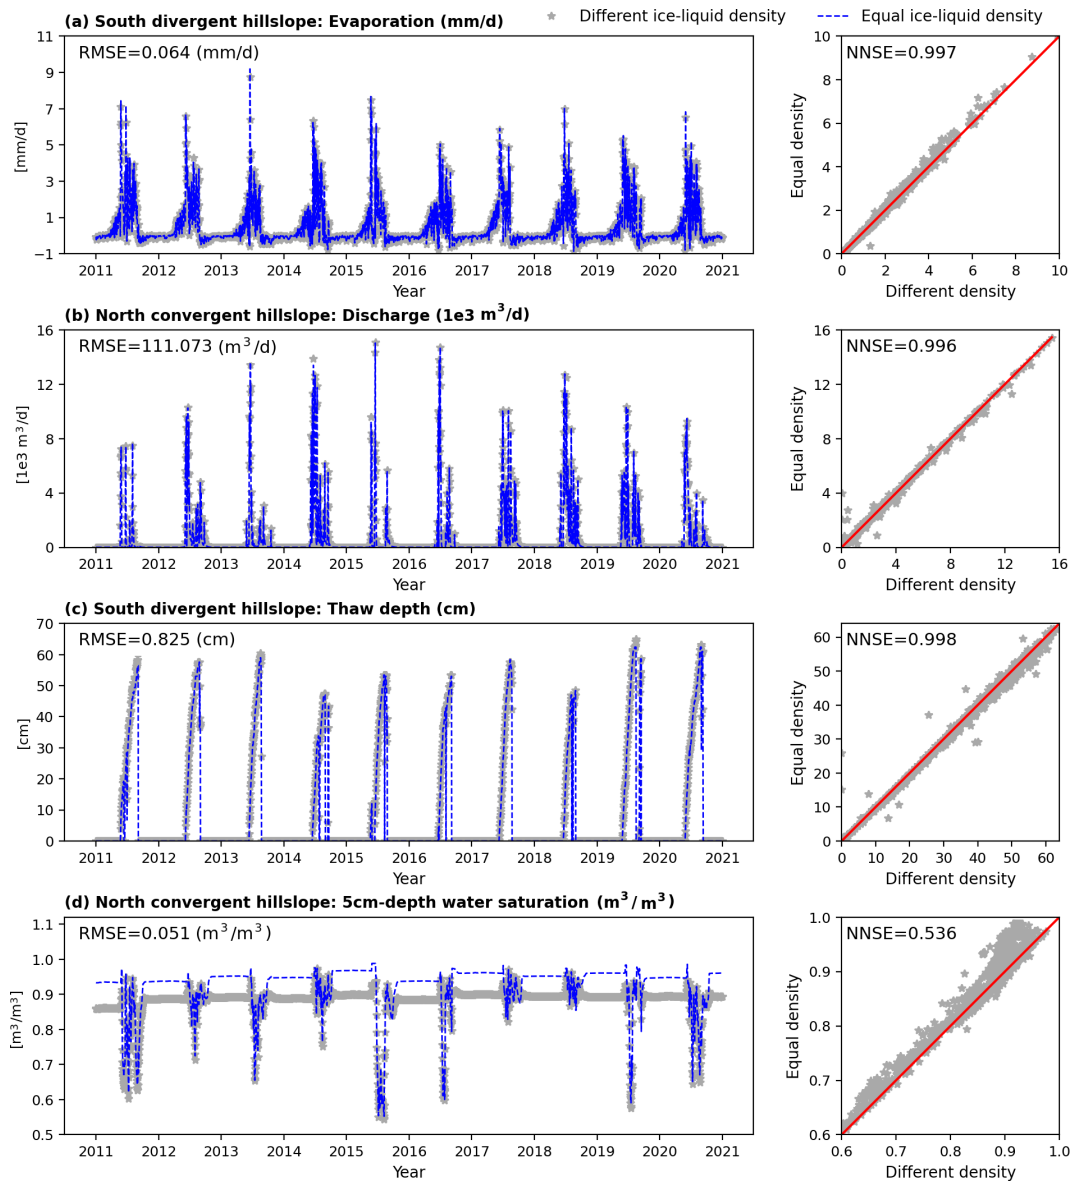 (a) South divergent hillslope: Evaporation (mm/d)
Different ice-liquid density
Equal ice-liquid density
RMSE=0.064 (mm/d)
11
9
7
5
3
1
−1
[mm/d]
2011 2012 2013 2014 2015 2016 2017 2018 2019 2020 2021
Year
NNSE=0.997
10
8
6
4
2
0
Equal density
0 2 4 6 8 10
Different density
(b) North convergent hillslope: Discharge (1e3 m³/d)
RMSE=111.073 (m³/d)
16
12
8
4
0
[1e3 m³/d]
2011 2012 2013 2014 2015 2016 2017 2018 2019 2020 2021
Year
NNSE=0.996
16
12
8
4
0
Equal density
0 4 8 12 16
Different density
(c) South divergent hillslope: Thaw depth (cm)
RMSE=0.825 (cm)
70
60
50
40
30
20
10
0
[cm]
2011 2012 2013 2014 2015 2016 2017 2018 2019 2020 2021
Year
NNSE=0.998
60
50
40
30
20
10
0
Equal density
0 10 20 30 40 50 60
Different density
(d) North convergent hillslope: 5cm-depth water saturation (m³/m³)
RMSE=0.051 (m³/m³)
1.1
1.0
0.9
0.8
0.7
0.6
0.5
[m³/m³]
2011 2012 2013 2014 2015 2016 2017 2018 2019 2020 2021
Year
NNSE=0.536
1.0
0.9
0.8
0.7
0.6
Equal density
0.6 0.7 0.8 0.9 1.0
Different density